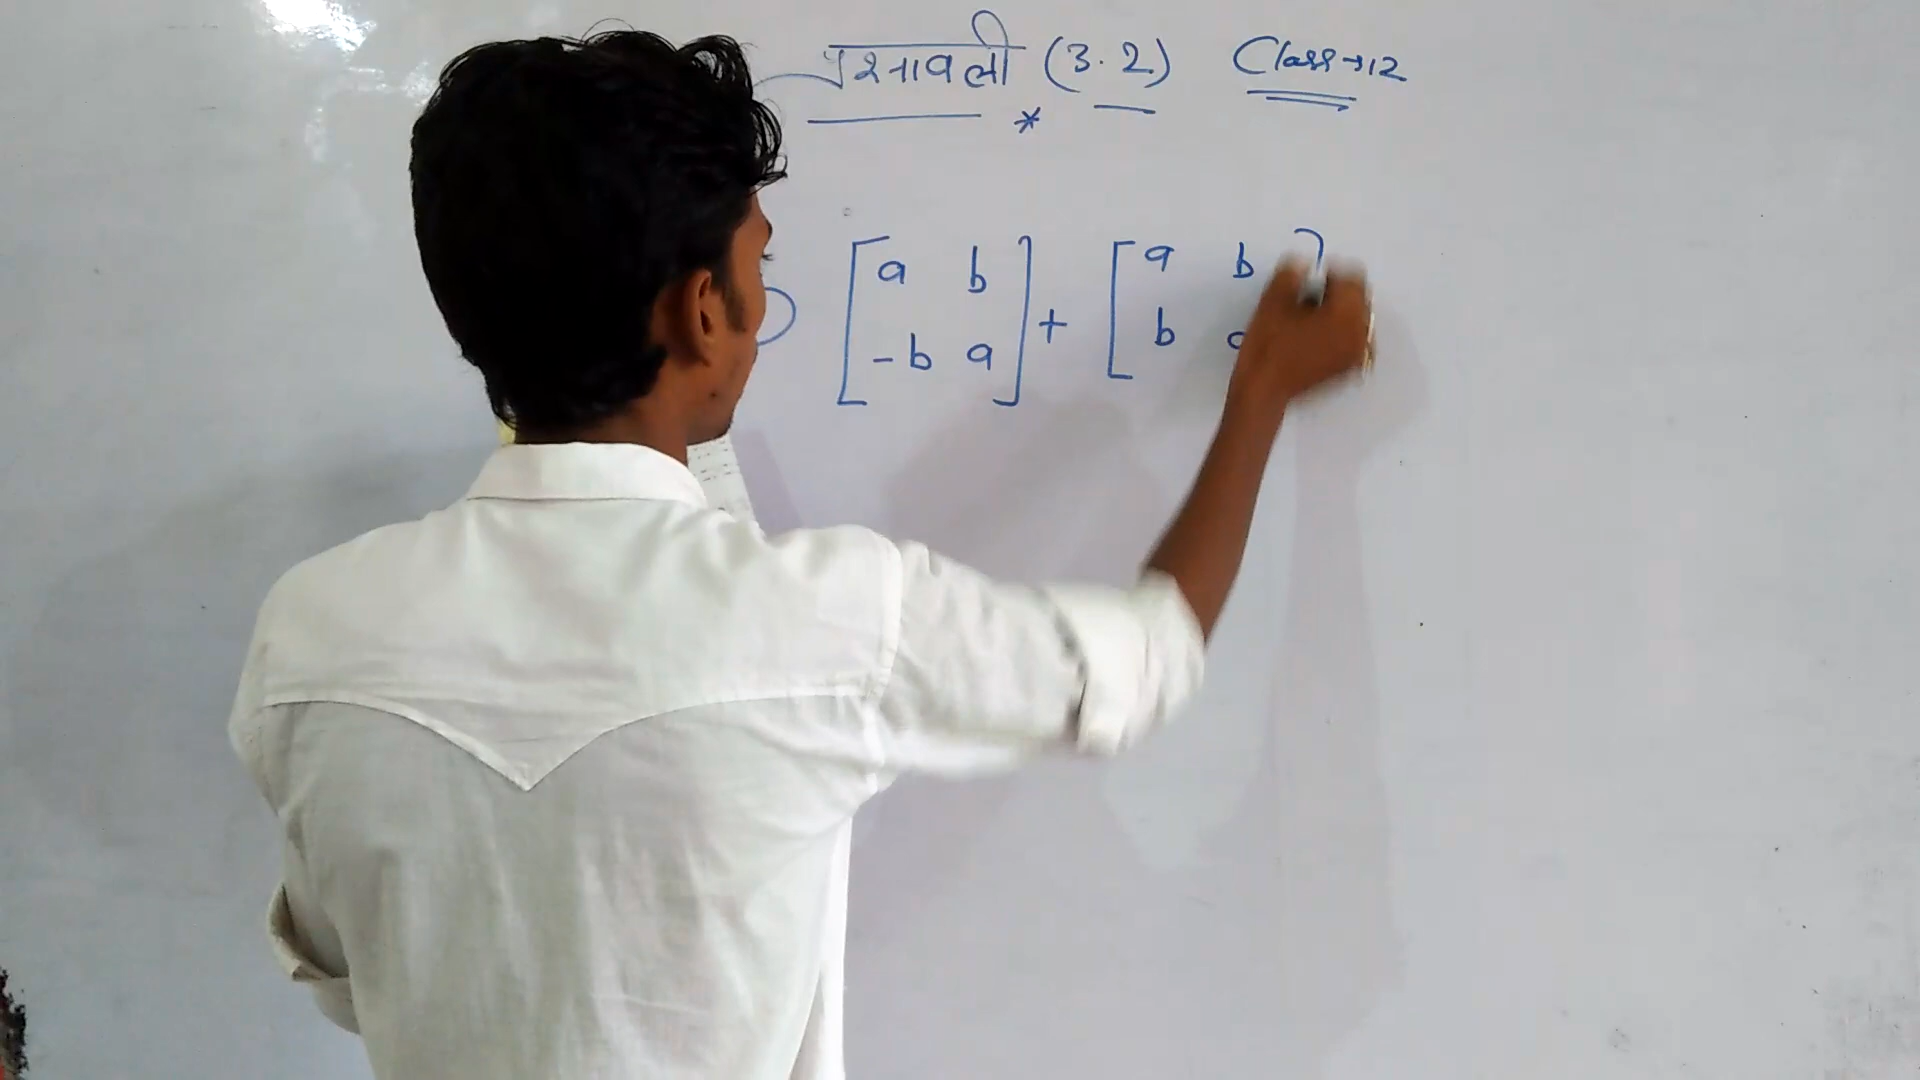 प्रश्नावली (3.2) Class→12
*
[a b] + [a b]
[-b a] [b a]